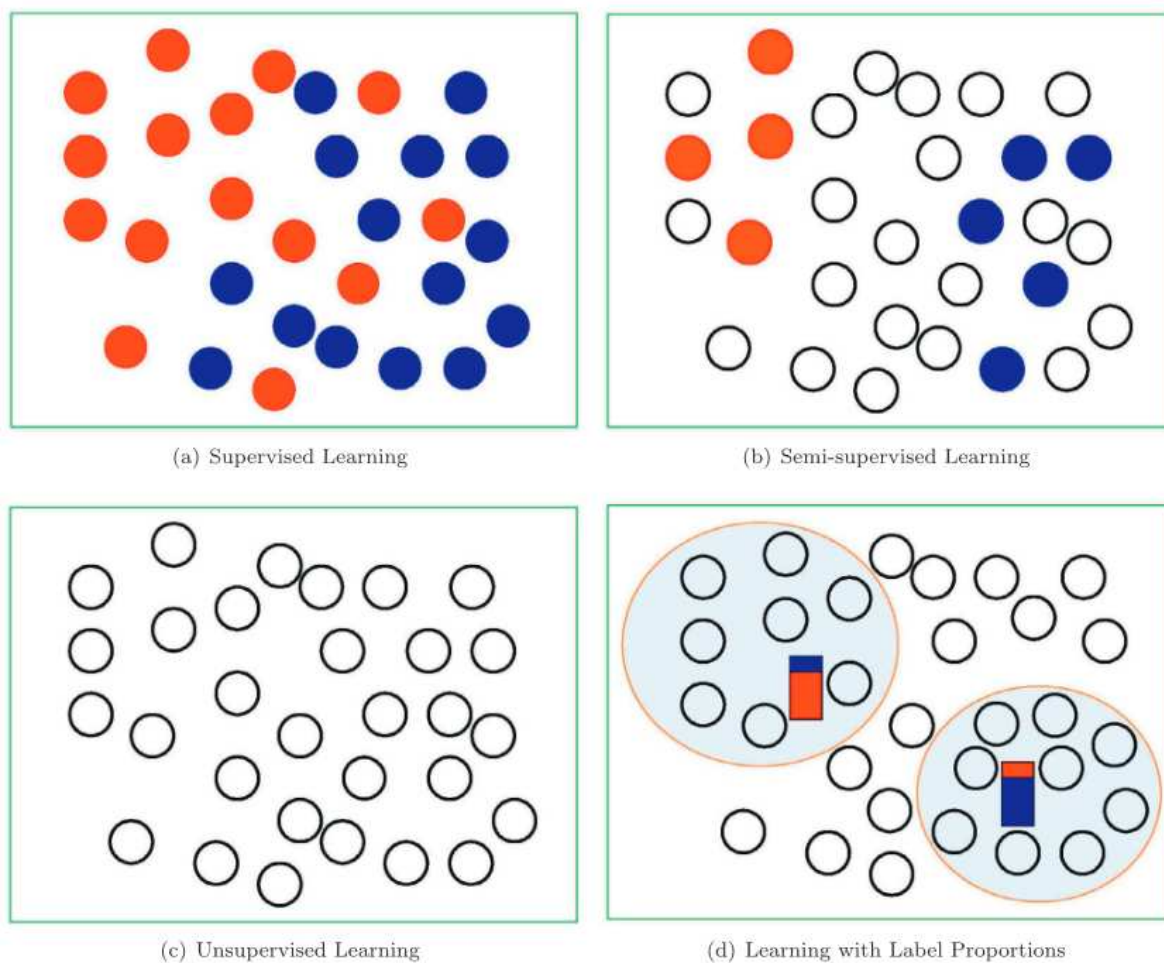 (a) Supervised Learning
(b) Semi-supervised Learning
(c) Unsupervised Learning
(d) Learning with Label Proportions